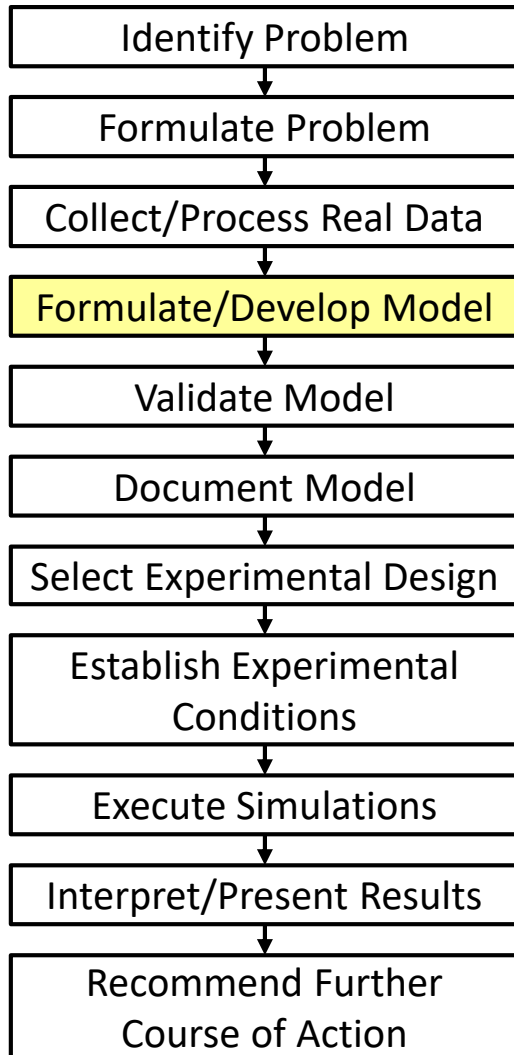 Identify Problem
Formulate Problem
Collect/Process Real Data
Formulate/Develop Model
Validate Model
Document Model
Select Experimental Design
Establish Experimental
Conditions
Execute Simulations
Interpret/Present Results
Recommend Further
Course of Action